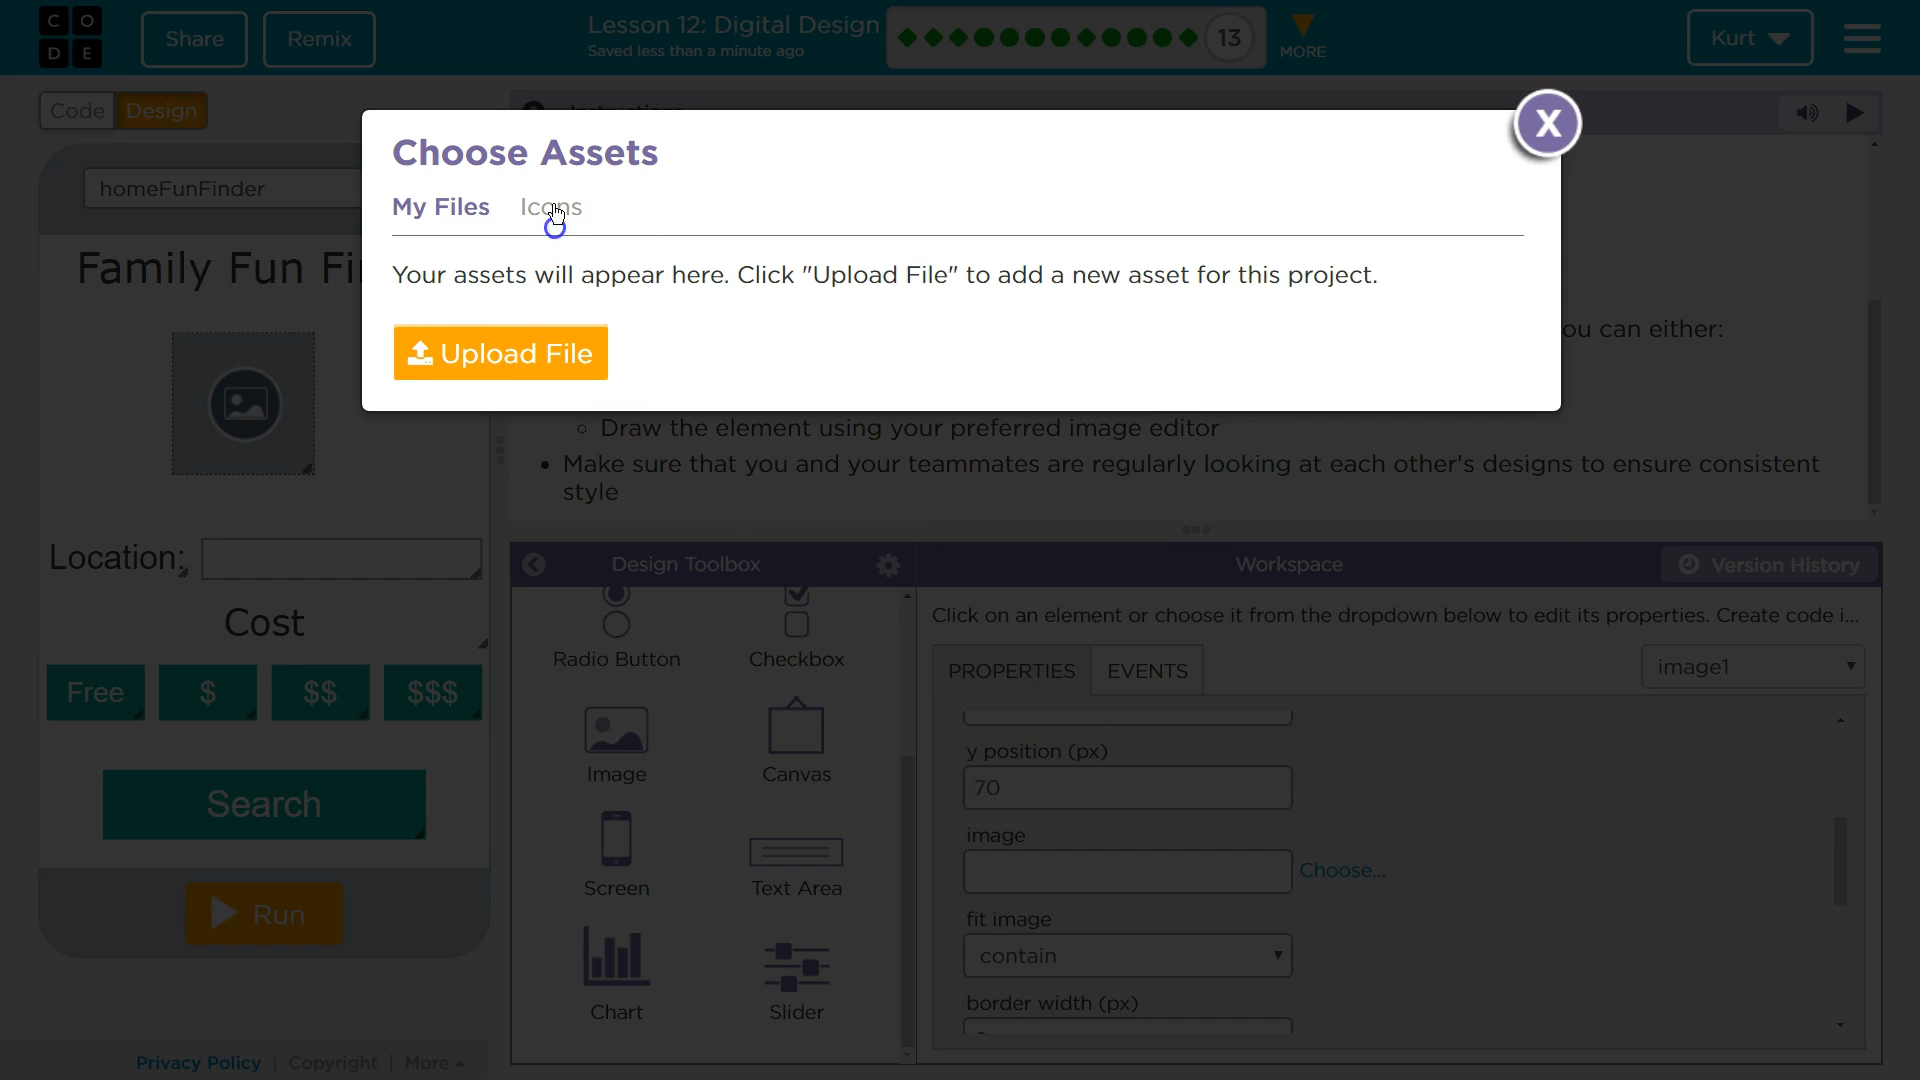 C O
D E
Share
Remix
Lesson 12: Digital Design
Saved less than a minute ago
13
MORE
Kurt
Code
Design
Choose Assets
My Files
Icons
Your assets will appear here. Click "Upload File" to add a new asset for this project.
Upload File
homeFunFinder
Family Fun
Location:
Cost
Free
$
$$
$$$
Search
Run
ou can either:
Draw the element using your preferred image editor
Make sure that you and your teammates are regularly looking at each other's designs to ensure consistent
style
Design Toolbox
Workspace
Version History
Radio Button
Checkbox
Image
Canvas
Screen
Text Area
Chart
Slider
Click on an element or choose it from the dropdown below to edit its properties. Create code i...
PROPERTIES
EVENTS
image1
y position (px)
70
image
Choose...
fit image
contain
border width (px)
Privacy Policy
Copyright
More
X